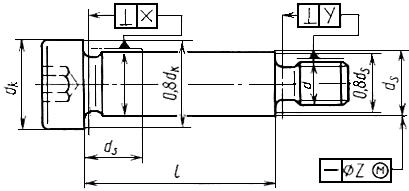 ⊥ X
⊥ Y
dₖ
0,8dₖ
d
0,8dₛ
dₛ
dₛ
l
— ⌀Z Ⓜ